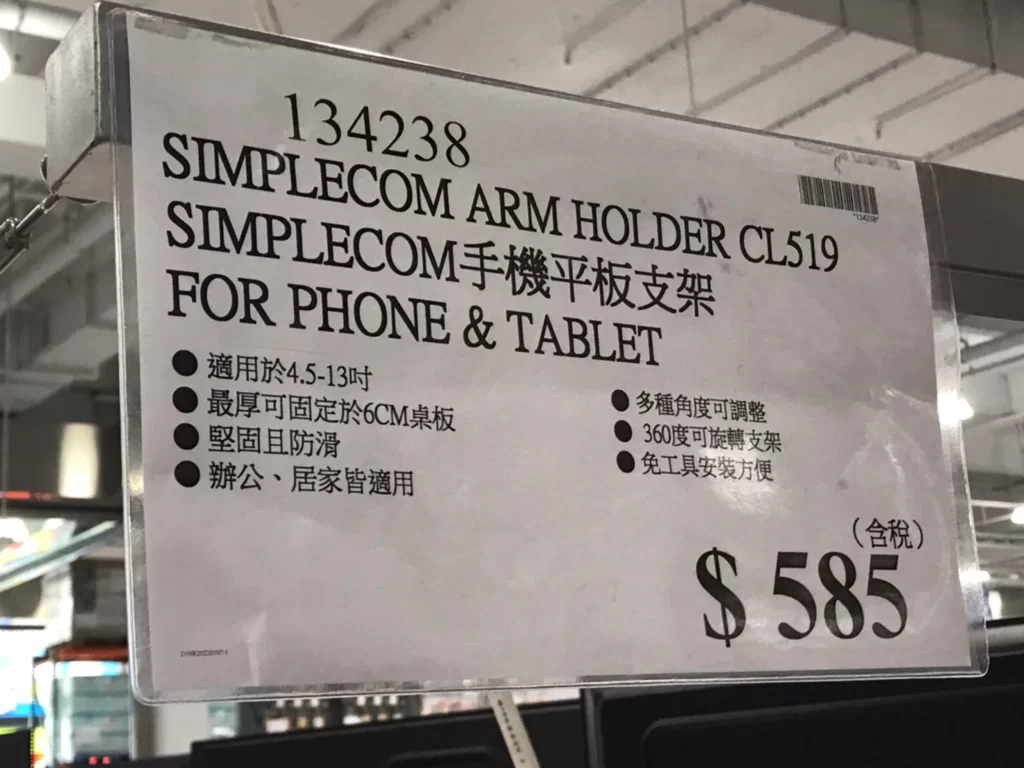 134238
SIMPLECOM ARM HOLDER CL519
SIMPLECOM手機平板支架
FOR PHONE & TABLET
●適用於4.5-13吋
●最厚可固定於6CM桌板
●堅固且防滑
●辦公、居家皆適用
●多種角度可調整
●360度可旋轉支架
●免工具安裝方便
(含稅)
$ 585
*134238*